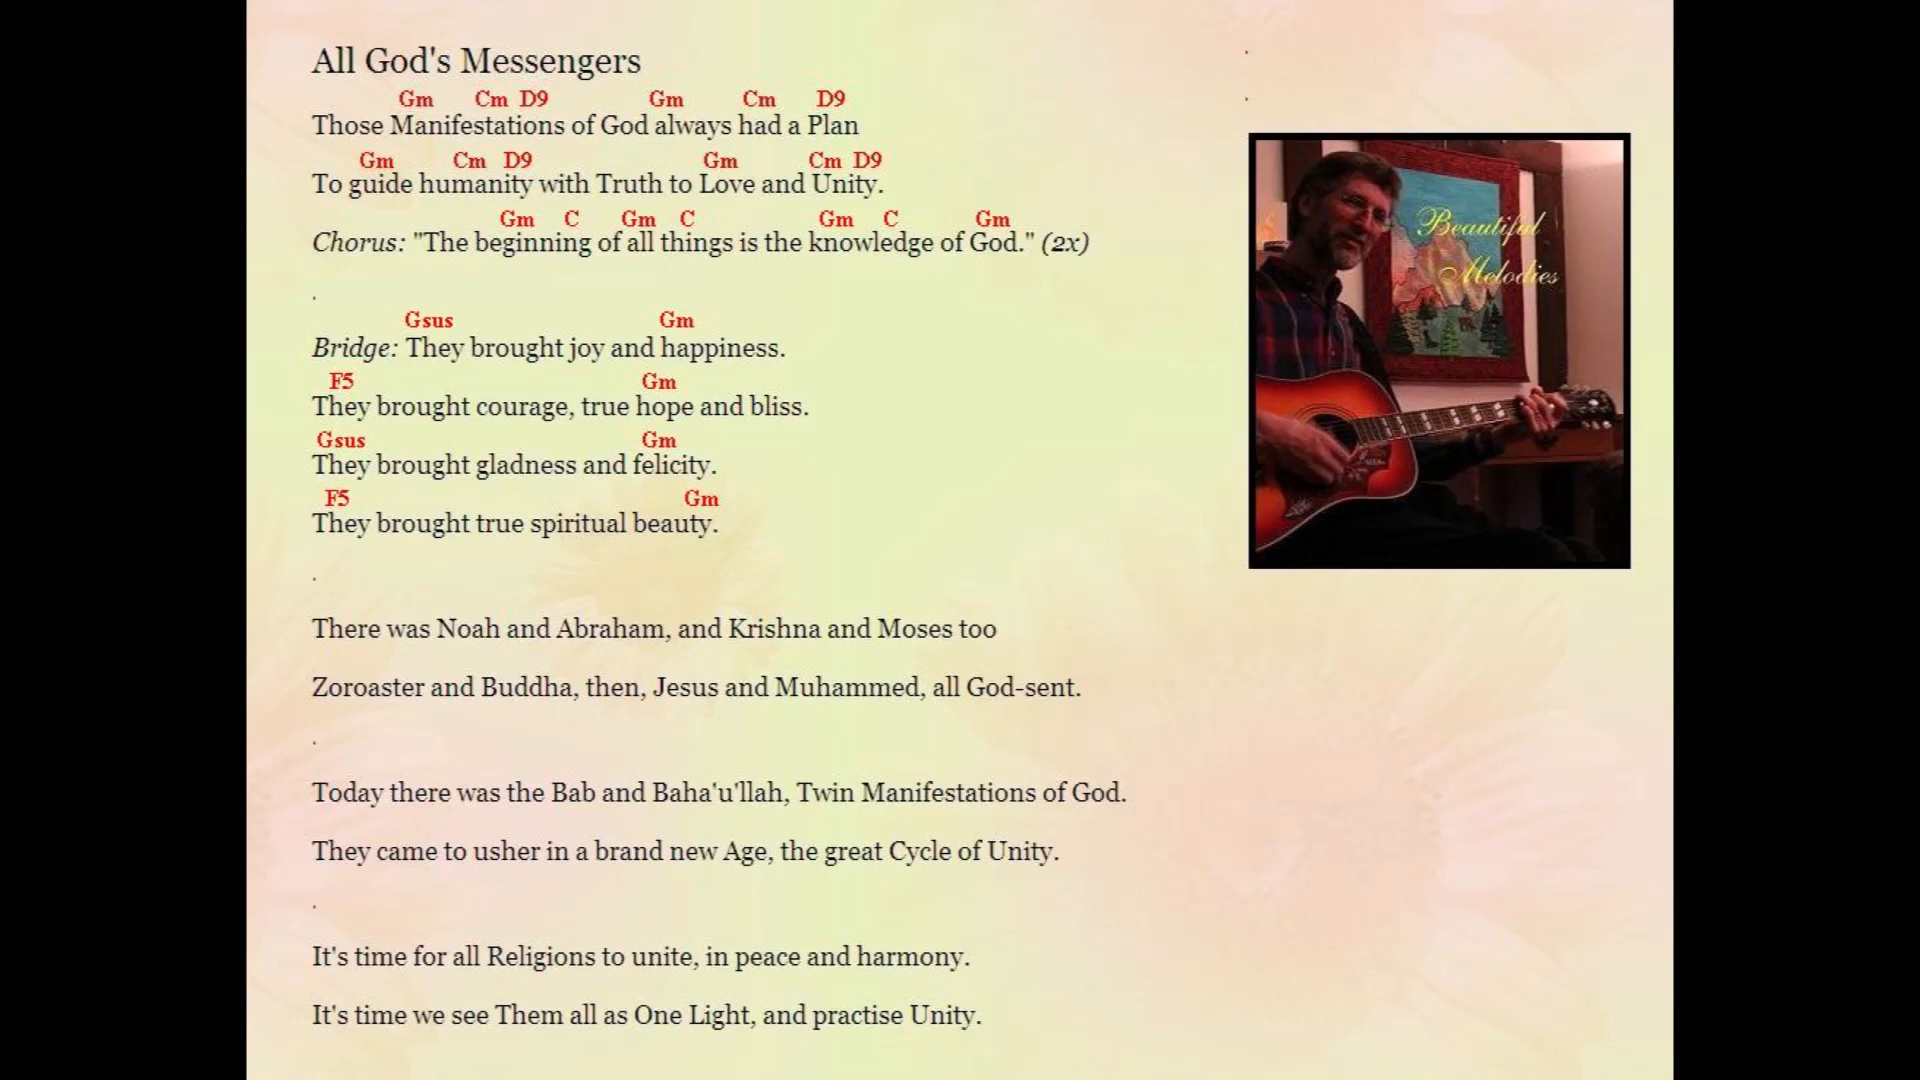 All God's Messengers
Gm Cm D9 Gm Cm D9
Those Manifestations of God always had a Plan
Gm Cm D9 Gm Cm D9
To guide humanity with Truth to Love and Unity.
Gm C Gm C Gm C Gm
Chorus: "The beginning of all things is the knowledge of God." (2x)
.
Gsus Gm
Bridge: They brought joy and happiness.
F5 Gm
They brought courage, true hope and bliss.
Gsus Gm
They brought gladness and felicity.
F5 Gm
They brought true spiritual beauty.
.
There was Noah and Abraham, and Krishna and Moses too
Zoroaster and Buddha, then, Jesus and Muhammed, all God-sent.
.
Today there was the Bab and Baha'u'llah, Twin Manifestations of God.
They came to usher in a brand new Age, the great Cycle of Unity.
.
It's time for all Religions to unite, in peace and harmony.
It's time we see Them all as One Light, and practise Unity.
.
.
Beautiful
Melodies